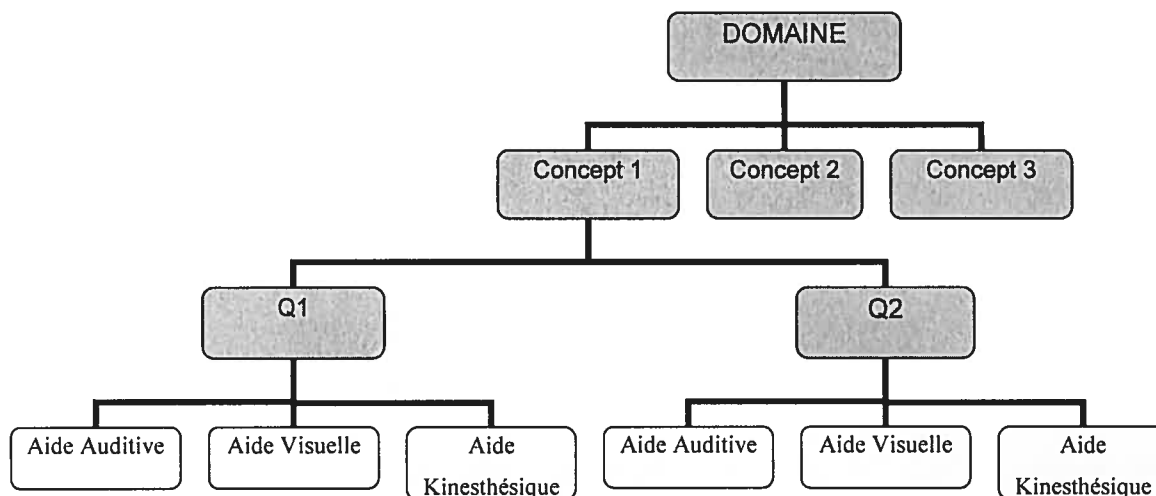 DOMAINE
Concept 1
Concept 2
Concept 3
Q1
Q2
Aide Auditive
Aide Visuelle
Aide
Kinesthésique
Aide Auditive
Aide Visuelle
Aide
Kinesthésique